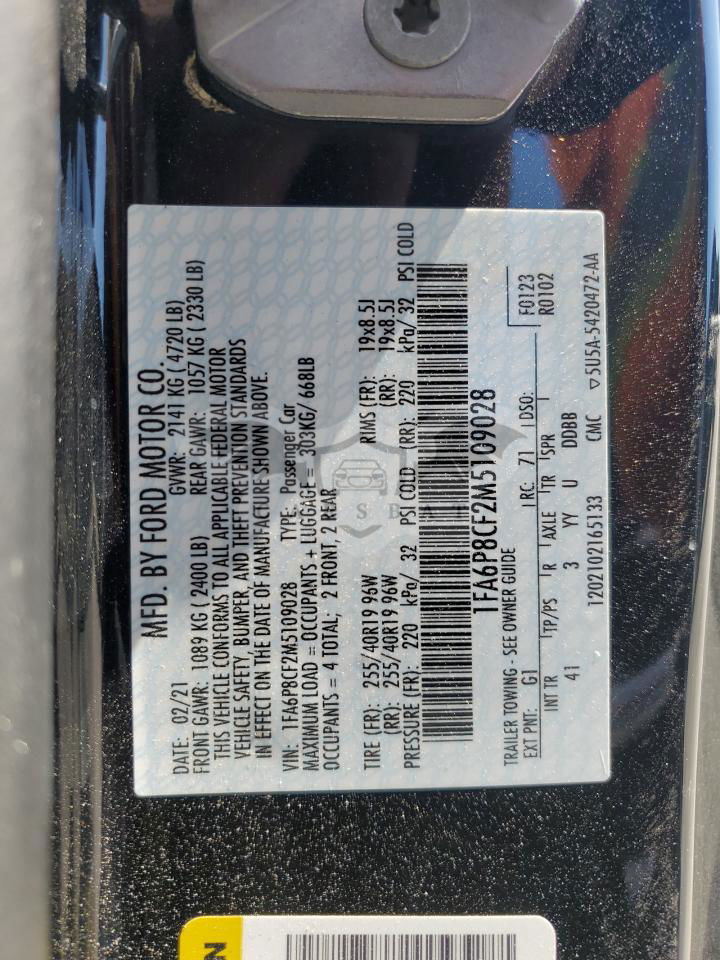 MFD. BY FORD MOTOR CO.
DATE: 02/21 GVWR: 2141 KG ( 4720 LB)
FRONT GAWR: 1089 KG ( 2400 LB) REAR GAWR: 1057 KG ( 2330 LB)
THIS VEHICLE CONFORMS TO ALL APPLICABLE FEDERAL MOTOR
VEHICLE SAFETY, BUMPER, AND THEFT PREVENTION STANDARDS
IN EFFECT ON THE DATE OF MANUFACTURE SHOWN ABOVE.
VIN: 1FA6P8CF2M5109028 TYPE: Passenger Car
MAXIMUM LOAD = OCCUPANTS + LUGGAGE = 303KG/ 668LB
OCCUPANTS = 4 TOTAL; 2 FRONT, 2 REAR
TIRE (FR): 255/40R19 96W RIMS (FR): 19x8.5J
(RR): 255/40R19 96W (RR): 19x8.5J
PRESSURE (FR): 220 kPa/ 32 PSI COLD (RR): 220 kPa/ 32 PSI COLD
1FA6P8CF2M5109028
TRAILER TOWING - SEE OWNER GUIDE F0123
EXT PNT: G1 RC: 71 DSO: R0102
INT TR TP/PS R AXLE TR SPR
41 3 YY U DDBB
12021021651​33 CMC ▽5U5A-5420472-AA